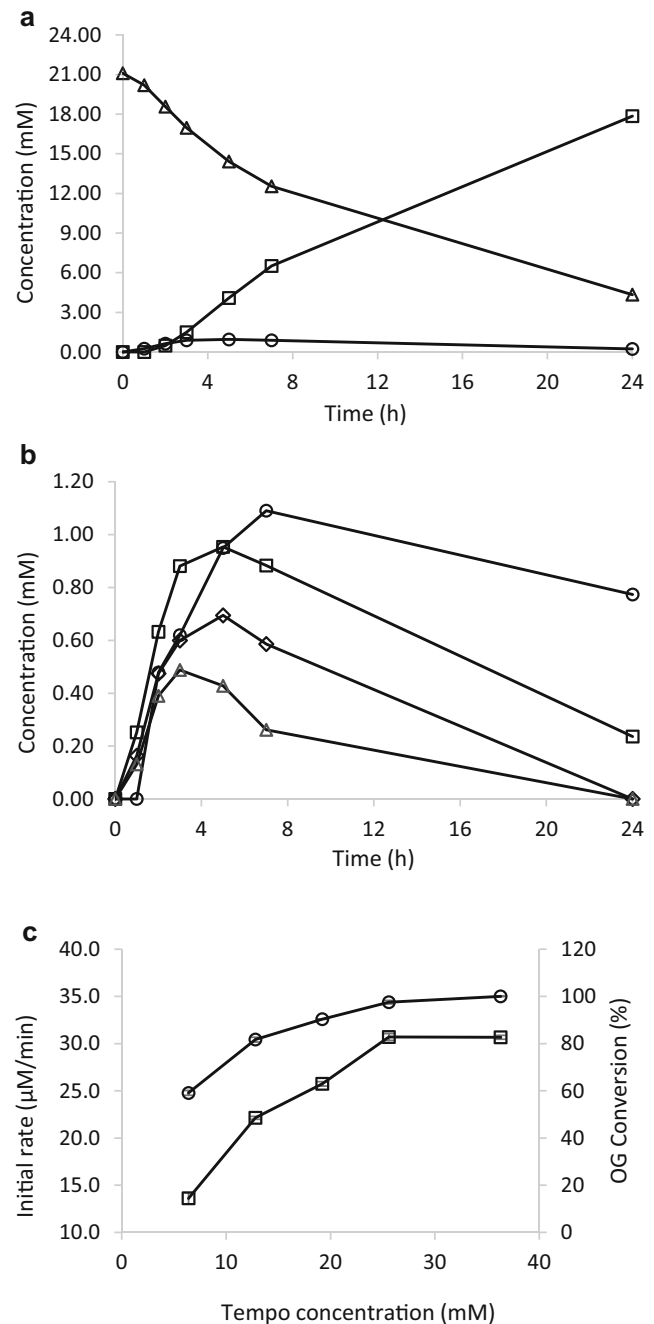 a
24.00
21.00
18.00
15.00
12.00
9.00
6.00
3.00
0.00
Concentration (mM)
0 4 8 12 16 20 24
Time (h)
b
1.20
1.00
0.80
0.60
0.40
0.20
0.00
Concentration (mM)
0 4 8 12 16 20 24
Time (h)
c
40.0
35.0
30.0
25.0
20.0
15.0
10.0
Initial rate (µM/min)
120
100
80
60
40
20
0
OG Conversion (%)
0 10 20 30 40
Tempo concentration (mM)